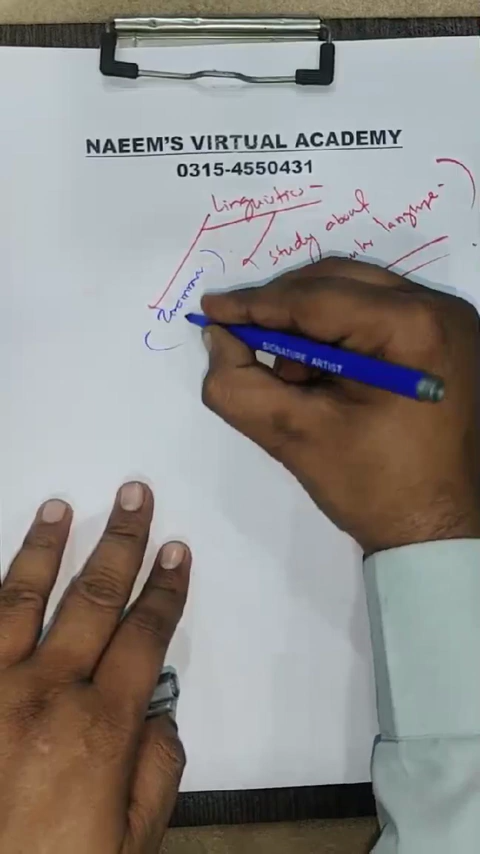 NAEEM'S VIRTUAL ACADEMY
0315-4550431
Linguistics -
study about
language -
SIGNATURE ARTIST